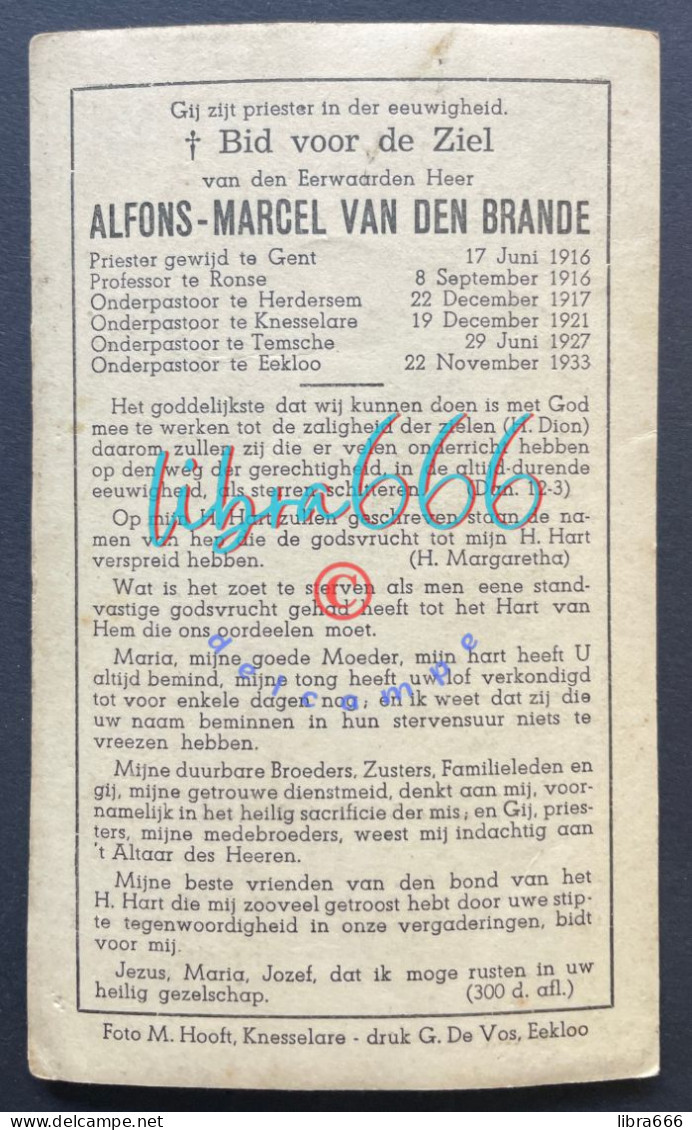 Gij zijt priester in der eeuwigheid.
† Bid voor de Ziel
van den Eerwaarden Heer
ALFONS-MARCEL VAN DEN BRANDE
Priester gewijd te Gent 17 Juni 1916
Professor te Ronse 8 September 1916
Onderpastoor te Herdersem 22 December 1917
Onderpastoor te Knesselare 19 December 1921
Onderpastoor te Temsche 29 Juni 1927
Onderpastoor te Eekloo 22 November 1933
Het goddelijkste dat wij kunnen doen is met God
mee te werken tot de zaligheid der zielen (H. Dion)
daarom zullen zij die er velen onderricht hebben
op den weg der gerechtigheid, in de altijd-durende
eeuwigheid, als sterren schitteren. (Dan. 12-3)
libra666
Op mijn H. Hart zullen geschreven staan de na-
men van hen die de godsvrucht tot mijn H. Hart
verspreid hebben. (H. Margaretha)
©
Wat is het zoet te sterven als men eene stand-
vastige godsvrucht gehad heeft tot het Hart van
Hem die ons oordeelen moet.
delcampe
Maria, mijne goede Moeder, mijn hart heeft U
altijd bemind, mijne tong heeft uw lof verkondigd
tot voor enkele dagen nog; en ik weet dat zij die
uw naam beminnen in hun stervensuur niets te
vreezen hebben.
Mijne duurbare Broeders, Zusters, Familieleden en
gij, mijne getrouwe dienstmeid, denkt aan mij, voor-
namelijk in het heilig sacrificie der mis; en Gij, pries-
ters, mijne medebroeders, weest mij indachtig aan
't Altaar des Heeren.
Mijne beste vrienden van den bond van het
H. Hart die mij zooveel getroost hebt door uwe stip-
te tegenwoordigheid in onze vergaderingen, bidt
voor mij.
Jezus, Maria, Jozef, dat ik moge rusten in uw
heilig gezelschap. (300 d. afl.)
Foto M. Hooft, Knesselare - druk G. De Vos, Eekloo
delcampe.net
libra666